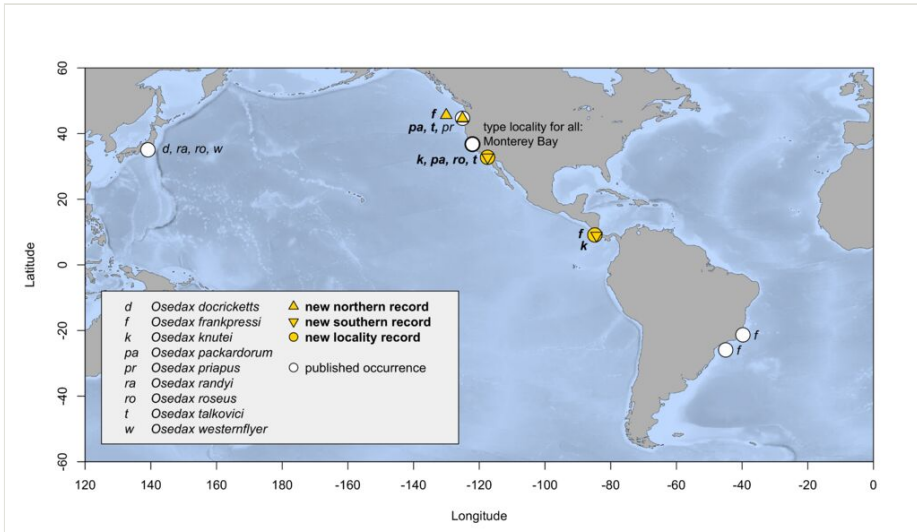 60
40
20
0
-20
-40
-60
Latitude
f
pa, t, pr
type locality for all:
Monterey Bay
d, ra, ro, w
k, pa, ro, t
f
k
f
f
d Osedax docricketts
f Osedax frankpressi
k Osedax knutei
pa Osedax packardorum
pr Osedax priapus
ra Osedax randyi
ro Osedax roseus
t Osedax talkovici
w Osedax westernflyer
new northern record
new southern record
new locality record
published occurrence
120 140 160 -160 -140 -120 -100 -80 -60 -40 -20 0
Longitude